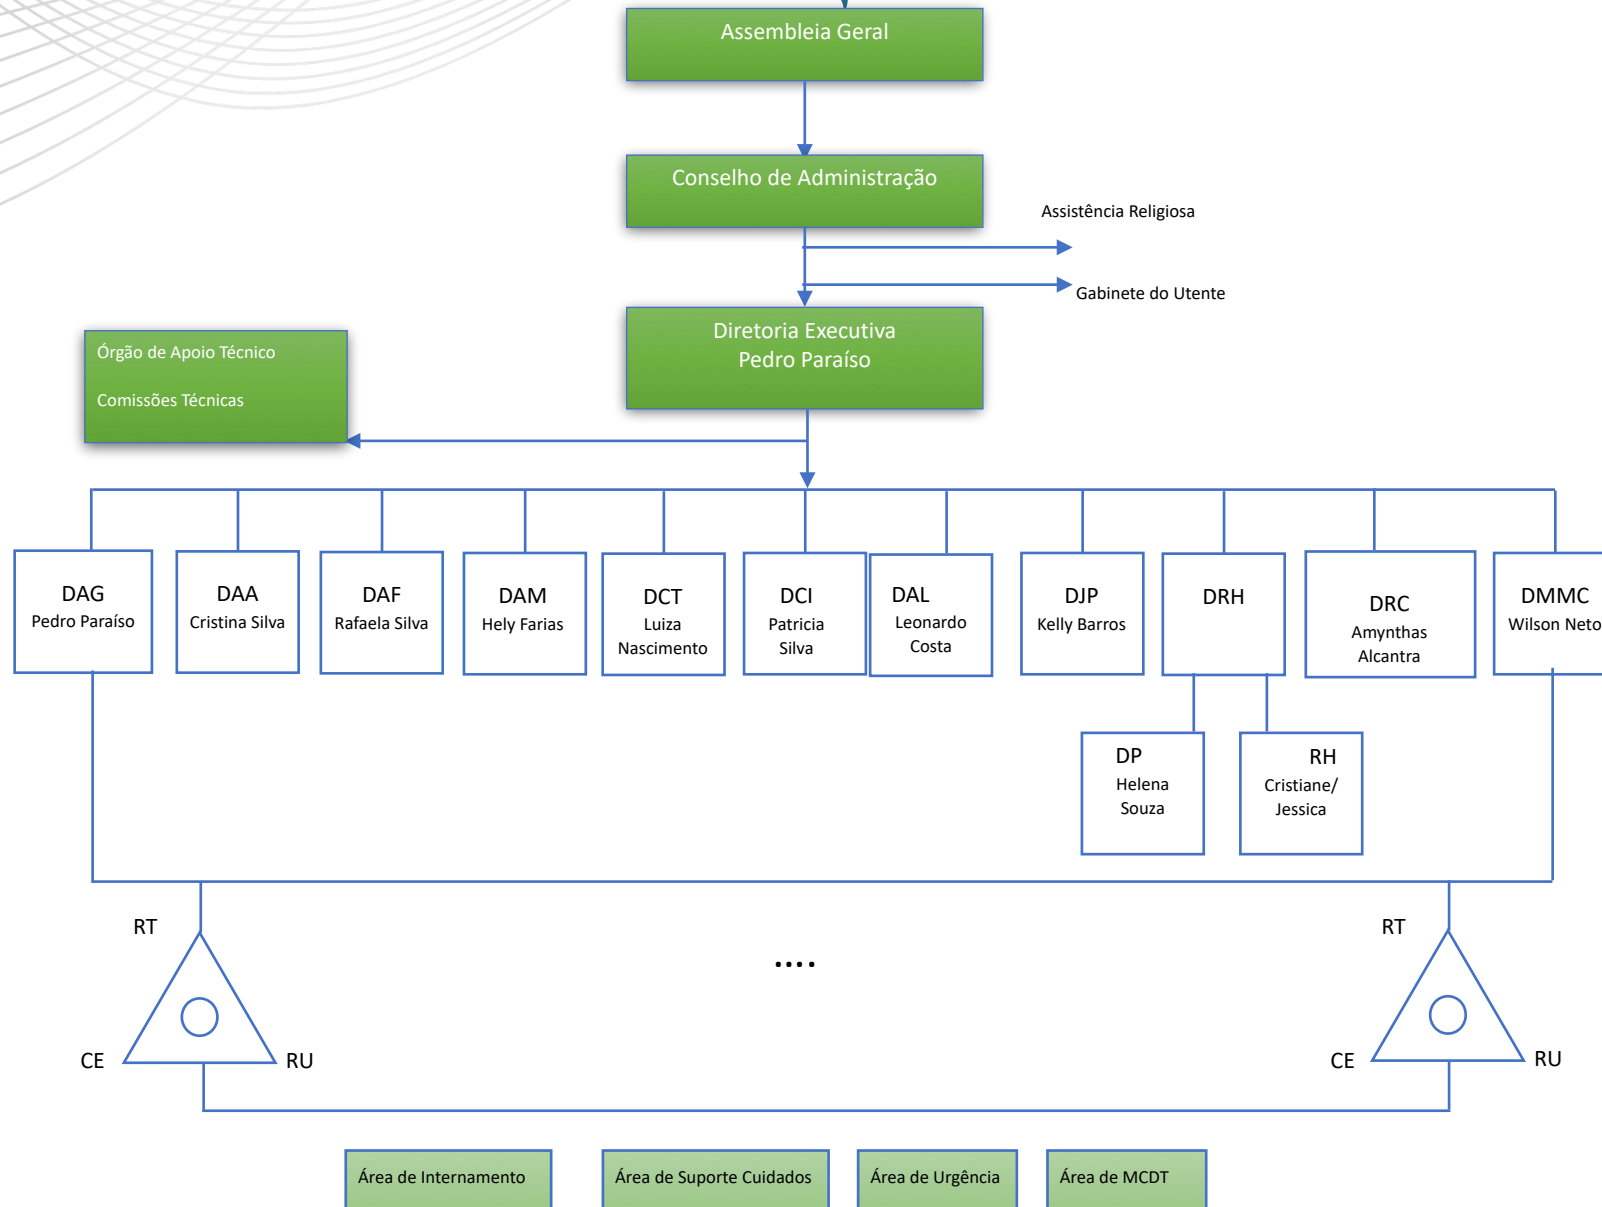 Assembleia Geral
Conselho de Administração
Assistência Religiosa
Gabinete do Utente
Diretoria Executiva
Pedro Paraíso
Órgão de Apoio Técnico
Comissões Técnicas
DAG
Pedro Paraíso
DAA
Cristina Silva
DAF
Rafaela Silva
DAM
Hely Farias
DCT
Luiza
Nascimento
DCI
Patricia
Silva
DAL
Leonardo
Costa
DJP
Kelly Barros
DRH
DRC
Amynthas
Alcantra
DMMC
Wilson Neto
DP
Helena
Souza
RH
Cristiane/
Jessica
RT
CE
RU
....
RT
CE
RU
Área de Internamento
Área de Suporte Cuidados
Área de Urgência
Área de MCDT